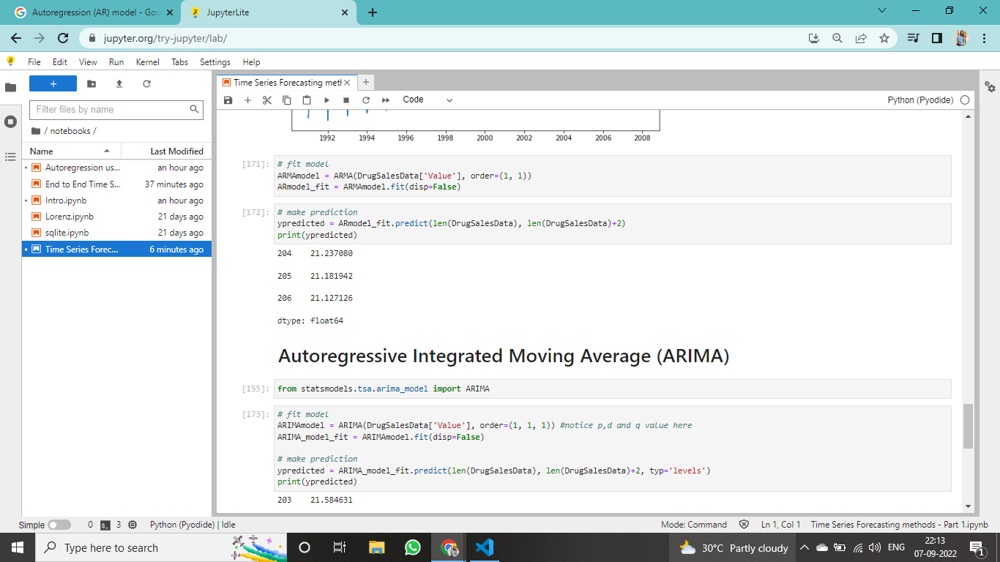 Autoregression (AR) model - Goo
JupyterLite
jupyter.org/try-jupyter/lab/
File Edit View Run Kernel Tabs Settings Help
Time Series Forecasting meth
Filter files by name
Code
Python (Pyodide)
/ notebooks /
Name Last Modified
Autoregression us... an hour ago
End to End Time S... 37 minutes ago
Intro.ipynb an hour ago
Lorenz.ipynb 21 days ago
sqlite.ipynb 21 days ago
Time Series Forec... 6 minutes ago
1992 1994 1996 1998 2000 2002 2004 2006 2008
[171]: # fit model
ARMAmodel = ARMA(DrugSalesData['Value'], order=(1, 1))
ARmodel_fit = ARMAmodel.fit(disp=False)
[172]: # make prediction
ypredicted = ARmodel_fit.predict(len(DrugSalesData), len(DrugSalesData)+2)
print(ypredicted)
204 21.237080
205 21.181942
206 21.127126
dtype: float64
Autoregressive Integrated Moving Average (ARIMA)
[155]: from statsmodels.tsa.arima_model import ARIMA
[173]: # fit model
ARIMAmodel = ARIMA(DrugSalesData['Value'], order=(1, 1, 1)) #notice p,d and q value here
ARIMA_model_fit = ARIMAmodel.fit(disp=False)
# make prediction
ypredicted = ARIMA_model_fit.predict(len(DrugSalesData), len(DrugSalesData)+2, typ='levels')
print(ypredicted)
203 21.584631
Simple 0 3 Python (Pyodide) | Idle Mode: Command Ln 1, Col 1 Time Series Forecasting methods - Part 1.ipynb
Type here to search
30°C Partly cloudy
ENG
22:13
07-09-2022
1